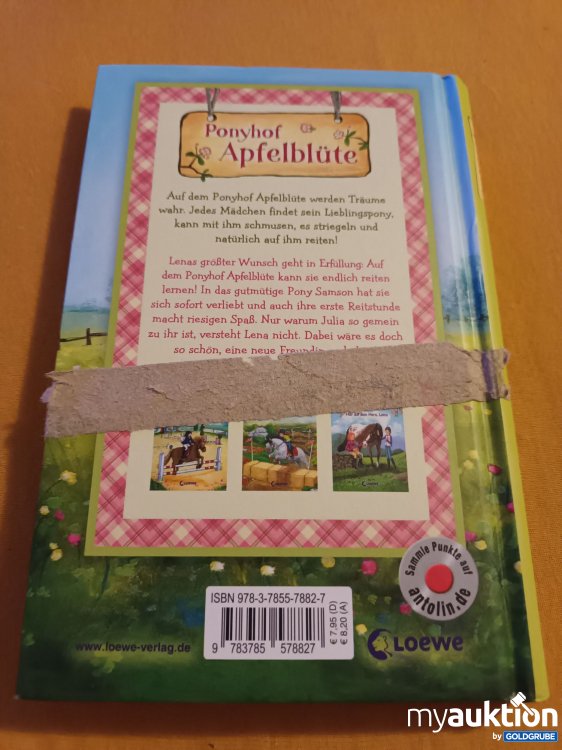 Ponyhof
Apfelblüte
Auf dem Ponyhof Apfelblüte werden Träume
wahr. Jedes Mädchen findet sein Lieblingspony,
kann mit ihm schmusen, es striegeln und
natürlich auf ihm reiten!
Lenas größter Wunsch geht in Erfüllung: Auf
dem Ponyhof Apfelblüte kann sie endlich reiten
lernen! In das gutmütige Pony Samson hat sie
sich sofort verliebt und auch ihre erste Reitstunde
macht riesigen Spaß. Nur warum Julia so gemein
zu ihr ist, versteht Lena nicht. Dabei wäre es doch
so schön, eine neue
Loewe
Loewe
Loewe
Sammle Punkte auf
antolin.de
ISBN 978-3-7855-7882-7
€ 7,95 (D)
€ 8,20 (A)
9 783785 578827
www.loewe-verlag.de
Loewe
myauktion
by GOLDGRUBE